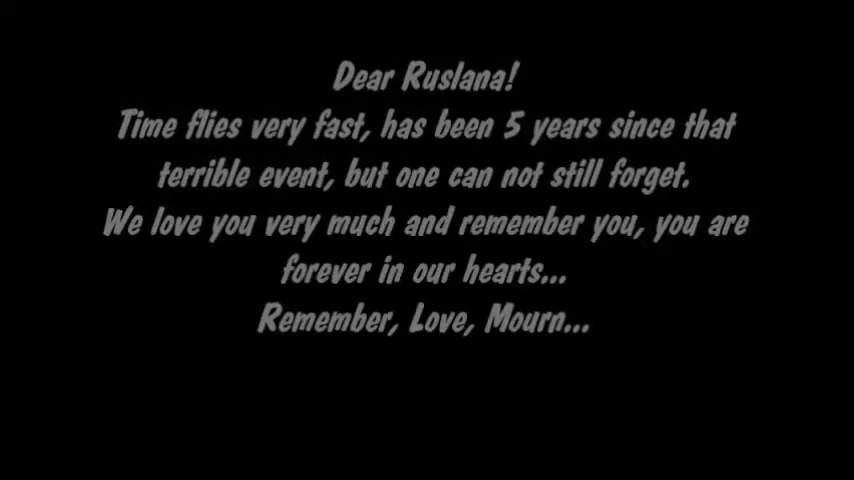 Dear Ruslana!
Time flies very fast, has been 5 years since that
terrible event, but one can not still forget.
We love you very much and remember you, you are
forever in our hearts...
Remember, Love, Mourn...